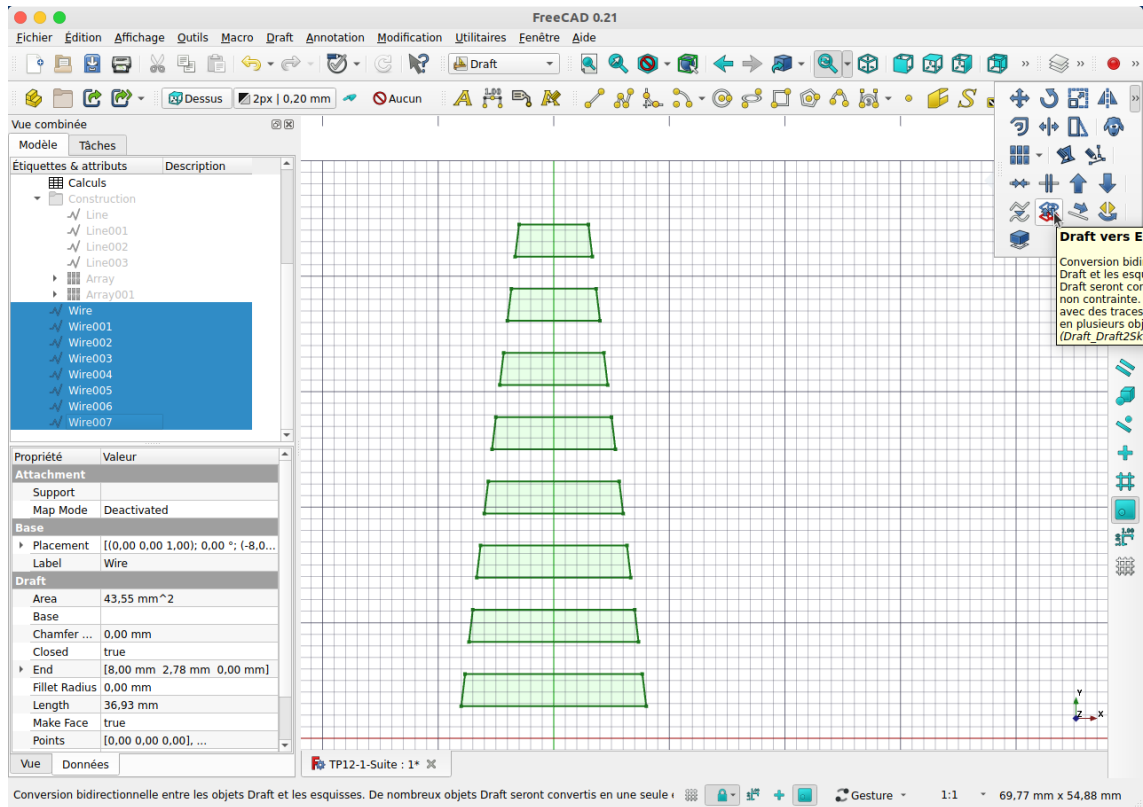 FreeCAD 0.21
Fichier Édition Affichage Outils Macro Draft Annotation Modification Utilitaires Fenêtre Aide
Draft
Dessus 2px | 0,20 mm Aucun
Vue combinée
Modèle Tâches
Étiquettes & attributs Description
Calculs
Construction
Line
Line001
Line002
Line003
Array
Array001
Wire
Wire001
Wire002
Wire003
Wire004
Wire005
Wire006
Wire007
Draft vers E
Conversion bidi
Draft et les esq
Draft seront con
non contrainte.
avec des traces
en plusieurs obj
(Draft_Draft2Sk
Propriété Valeur
Attachment
Support
Map Mode Deactivated
Base
Placement [(0,00 0,00 1,00); 0,00 °; (-8,0...
Label Wire
Draft
Area 43,55 mm^2
Base
Chamfer ... 0,00 mm
Closed true
End [8,00 mm 2,78 mm 0,00 mm]
Fillet Radius 0,00 mm
Length 36,93 mm
Make Face true
Points [0,00 0,00 0,00], ...
Y
Z X
Vue Données
TP12-1-Suite : 1*
Conversion bidirectionnelle entre les objets Draft et les esquisses. De nombreux objets Draft seront convertis en une seule Gesture 1:1 69,77 mm x 54,88 mm